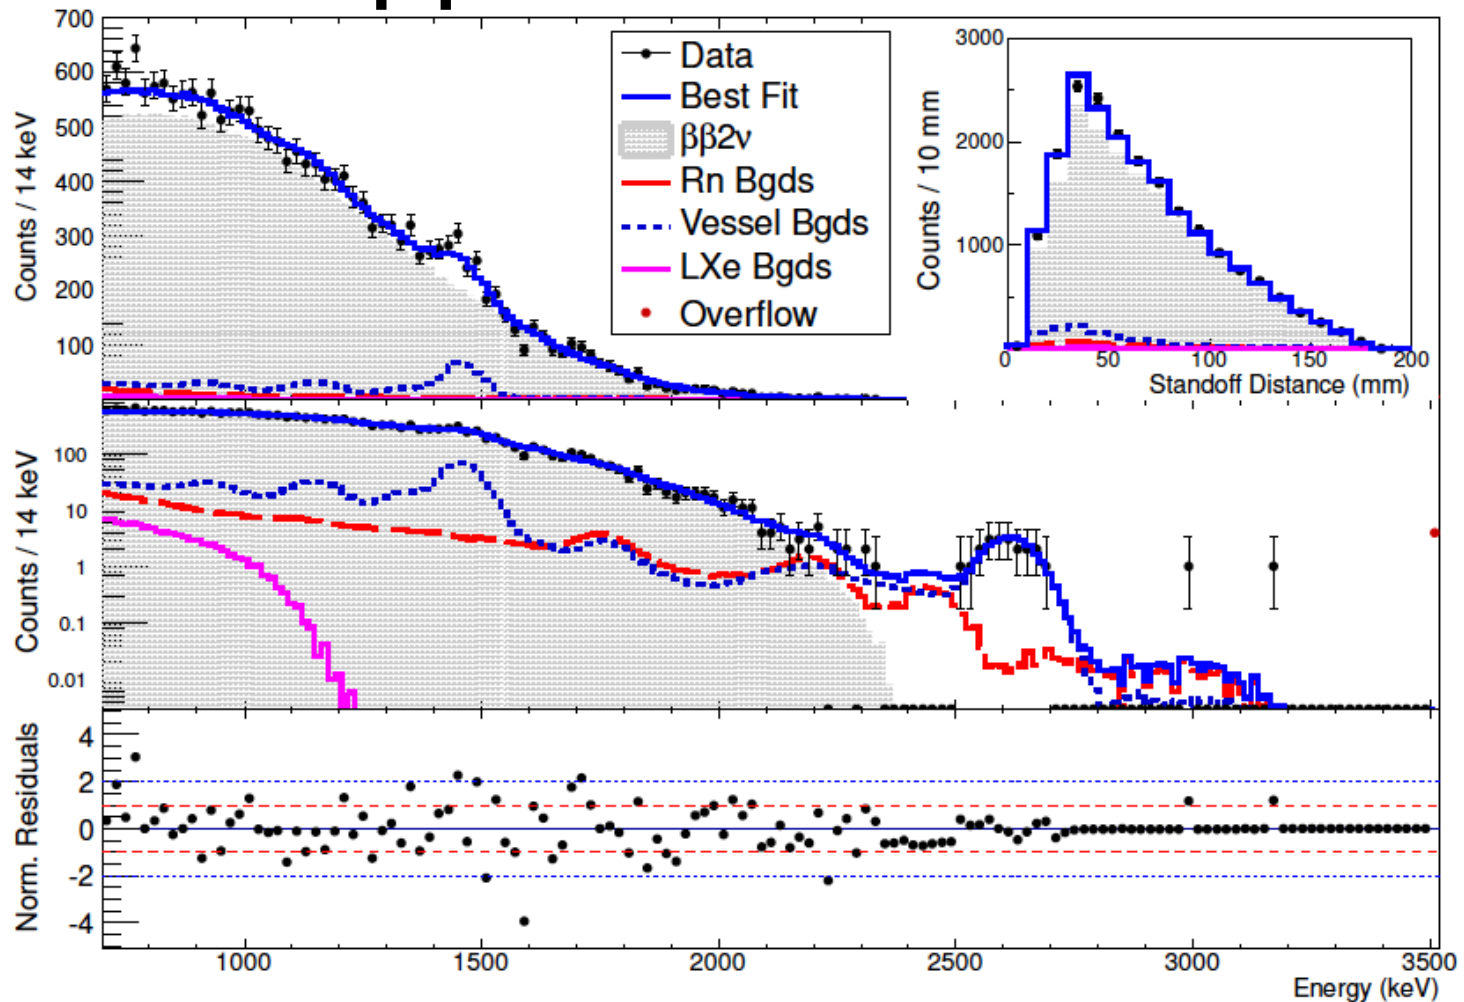 700
600
500
400
300
200
100
Counts / 14 keV
Data
Best Fit
ββ2ν
Rn Bgds
Vessel Bgds
LXe Bgds
Overflow
3000
2000
1000
Counts / 10 mm
0 50 100 150 200
Standoff Distance (mm)
100
10
1
0.1
0.01
Counts / 14 keV
4
2
0
-2
-4
Norm. Residuals
1000 1500 2000 2500 3000 3500
Energy (keV)